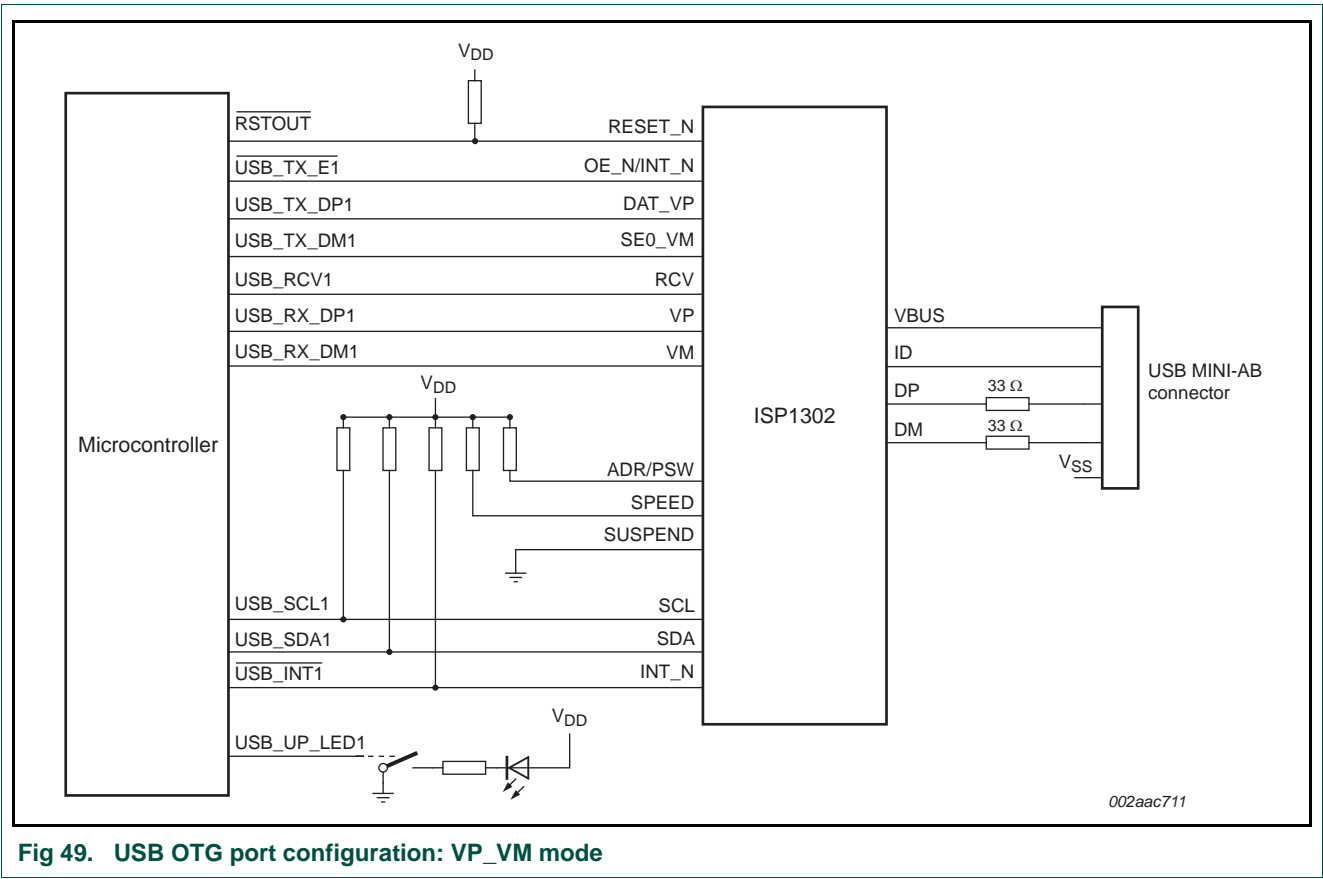 VDD
RSTOUT
RESET_N
USB_TX_E1
OE_N/INT_N
USB_TX_DP1
DAT_VP
USB_TX_DM1
SE0_VM
USB_RCV1
RCV
USB_RX_DP1
VP
USB_RX_DM1
VM
VBUS
ID
DP
33 Ω
DM
33 Ω
VSS
USB MINI-AB
connector
VDD
Microcontroller
ISP1302
ADR/PSW
SPEED
SUSPEND
USB_SCL1
SCL
USB_SDA1
SDA
USB_INT1
INT_N
VDD
USB_UP_LED1
002aac711
Fig 49. USB OTG port configuration: VP_VM mode